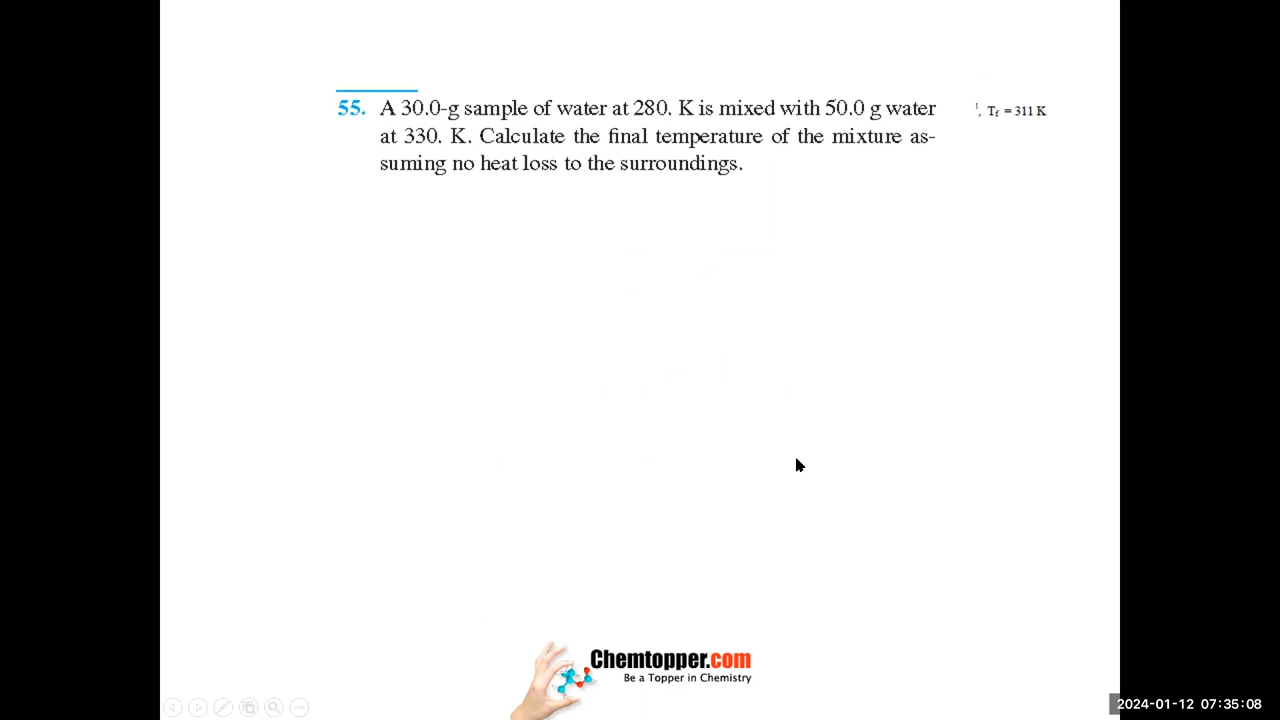 55. A 30.0-g sample of water at 280. K is mixed with 50.0 g water
at 330. K. Calculate the final temperature of the mixture as-
suming no heat loss to the surroundings.
, Tf = 311 K
Chemtopper.com
Be a Topper in Chemistry
2024-01-12 07:35:08